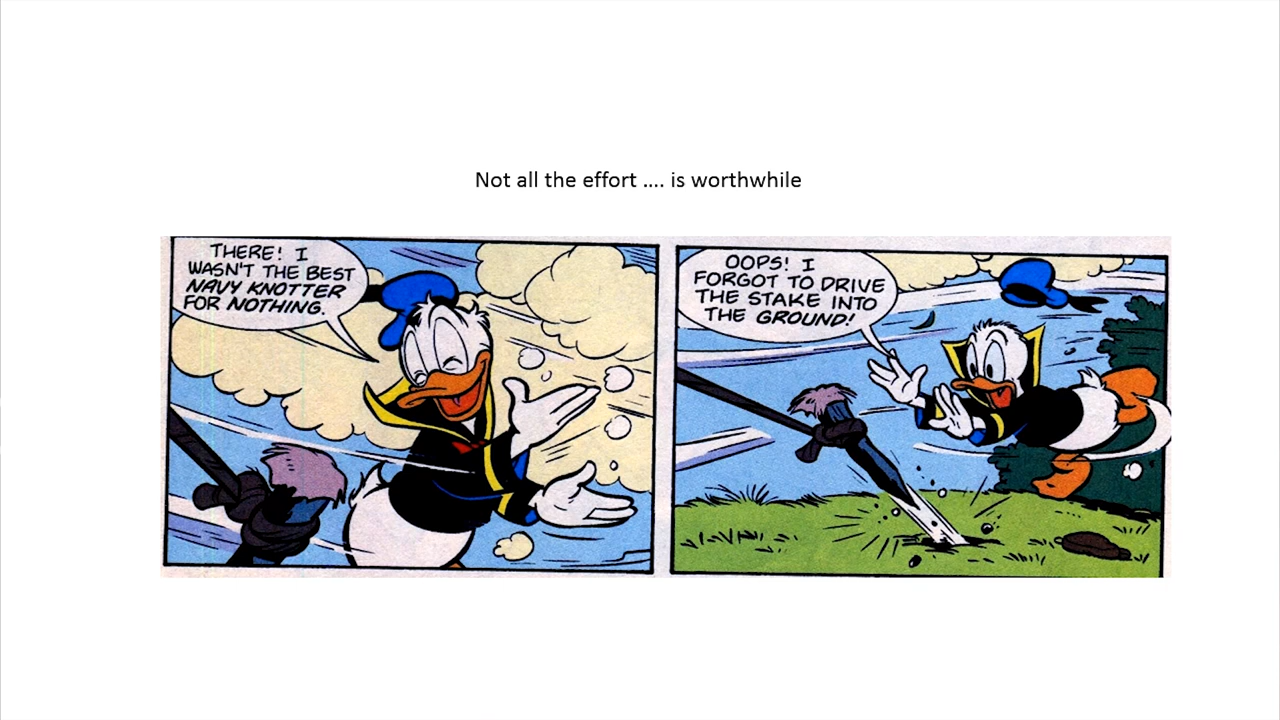 Not all the effort .... is worthwhile
THERE! I
WASN'T THE BEST
NAVY KNOTTER
FOR NOTHING.
OOPS! I
FORGOT TO DRIVE
THE STAKE INTO
THE GROUND!